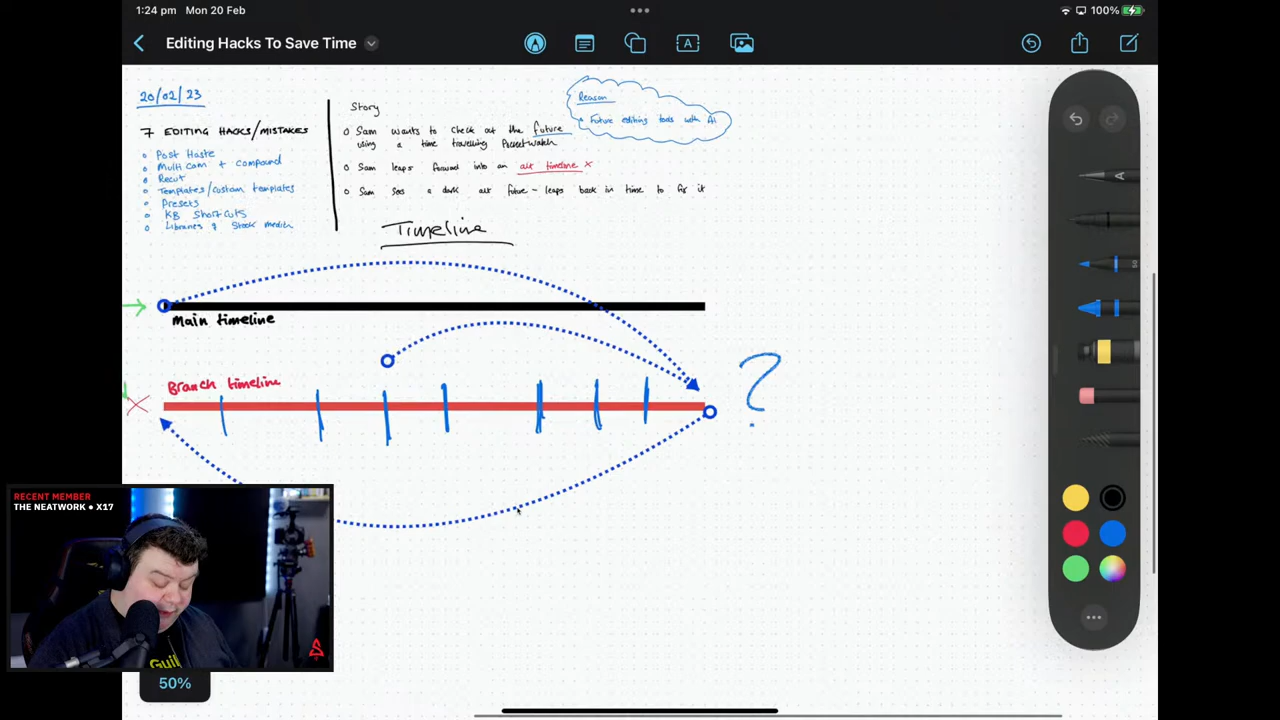 1:24 pm Mon 20 Feb
100%
Editing Hacks To Save Time
20/02/23
7 EDITING HACKS/MISTAKES
Post Haste
Multi cam + compound
Recut
Templates/custom templates
Presets
KB Shortcuts
Libraries & Stock media
Story
Sam wants to check out the future
using a time travelling Pocketwatch
Sam leaps forward into an alt timeline x
Sam sees a dark alt future - leaps back in time to fix it
Reason
Future editing tools with AI
Timeline
Main timeline
Branch timeline
?
RECENT MEMBER
THE NEATWORK • X17
Guil
50%
A
50